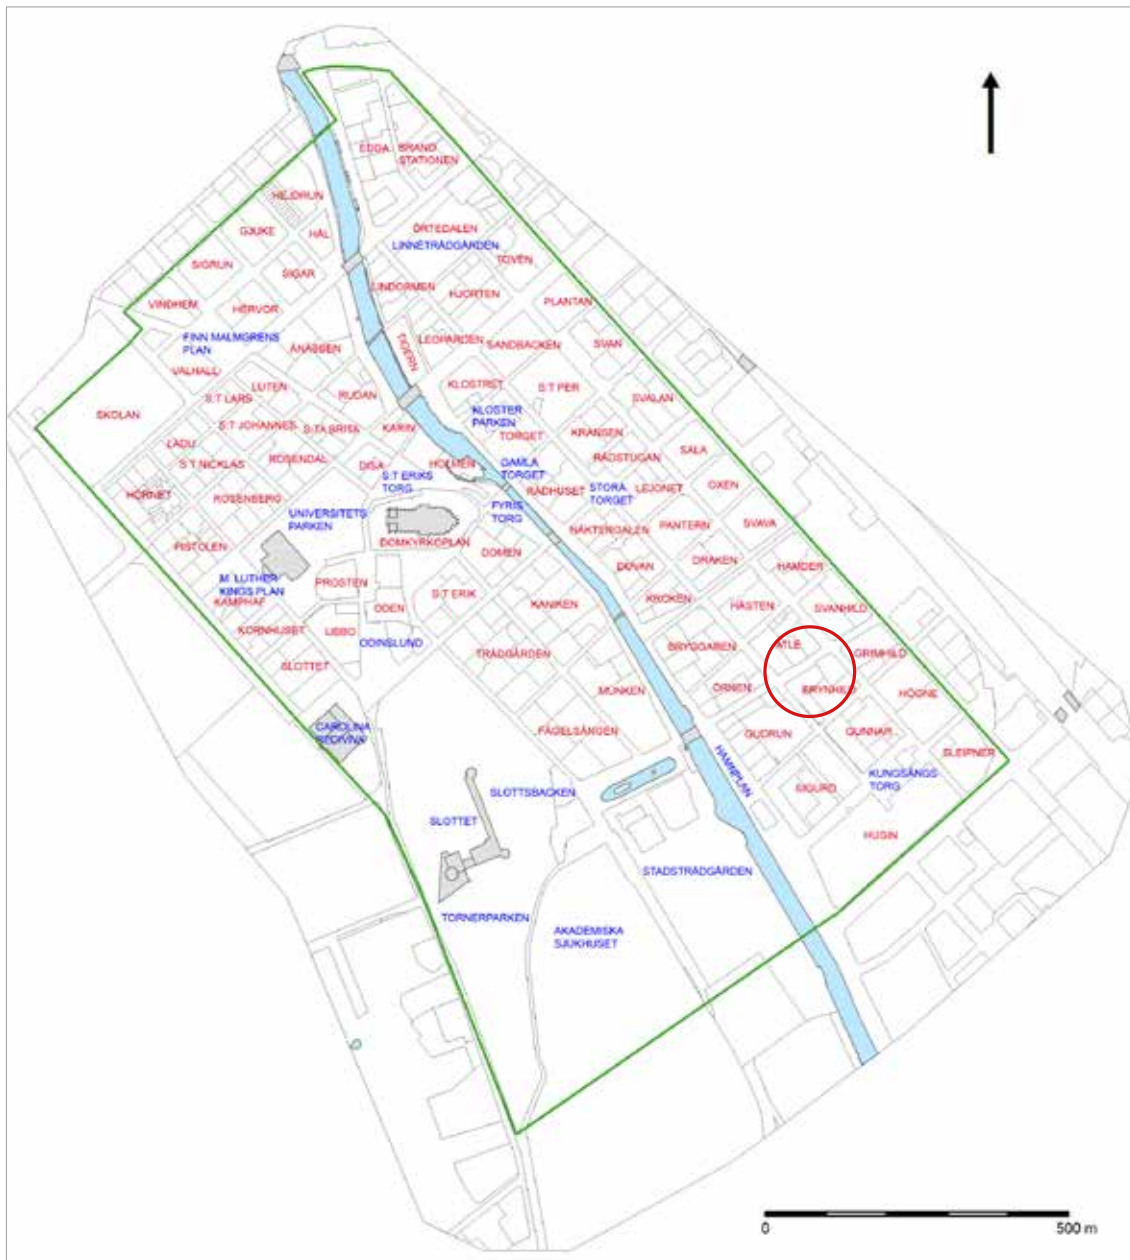 EDDA
BRAND
STATIONEN
HEJDRUN
GJUKE
HÄL
ÖRTEDALEN
LINNETRÄDGÅRDEN
TOVEN
SIGRUN
SIGAR
LINDORMEN
HJORTEN
VINDHEM
HERVOR
PLANTAN
FINN MALMGRENS
PLAN
TIGERN
LEOPARDEN
SANDBACKEN
SVAN
VALHALL
LUTEN
RUDAN
KLOSTRET
S:T PER
SVALAN
S:T LARS
SKOLAN
KLOSTER
PARKEN
S:T JOHANNES
S:TA BRITA
KARIN
TORGET
KRANSEN
LADU
RÅDSTUGAN
SALA
S:T NICKLAS
ROSENDAL
DISA
HOLMEN
GAMLA
TORGET
S:T ERIKS
TORG
HORNET
ROSENBERG
RÅDHUSET
STORA
TORGET
LEJONET
OXEN
UNIVERSITETS
PARKEN
FYRIS
TORG
NÄKTERGALEN
PANTERN
SVAVA
PISTOLEN
DOMKYRKOPLAN
DOMEN
DUVAN
DRAKEN
HAMDER
M. LUTHER
KINGS PLAN
PROSTEN
S:T ERIK
KANIKEN
KROKEN
HÄSTEN
SVANHILD
KAMPHAF
ODEN
KORNHUSET
UBBO
ODINSLUND
TRÄDGÅRDEN
BRYGGAREN
ATLE
GRIMHILD
SLOTTET
MUNKEN
ÖRNEN
BRYNHILD
HÖGNE
CAROLINA
REDIVIVA
FÅGELSÅNGEN
GUDRUN
GUNNAR
HAMNPLAN
SLEIPNER
SLOTTSBACKEN
SIGURD
KUNGSÄNGS
TORG
SLOTTET
HUGIN
STADSTRÄDGÅRDEN
TORNERPARKEN
AKADEMISKA
SJUKHUSET
0
500 m